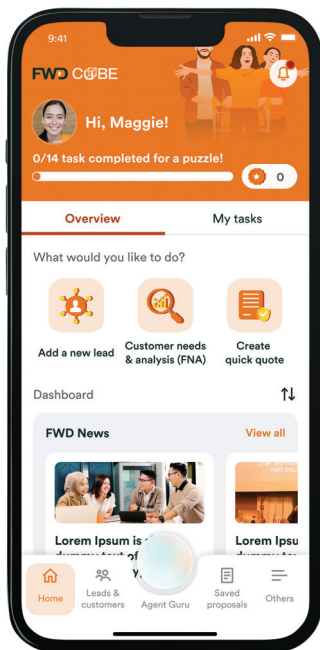 9:41
FWD CUBE
Hi, Maggie!
0/14 task completed for a puzzle!
0
Overview
My tasks
What would you like to do?
Add a new lead
Customer needs
& analysis (FNA)
Create
quick quote
Dashboard
FWD News
View all
Lorem Ipsum is
dummy text of
Lorem Ipsu
Home
Leads &
customers
Agent Guru
Saved
proposals
Others